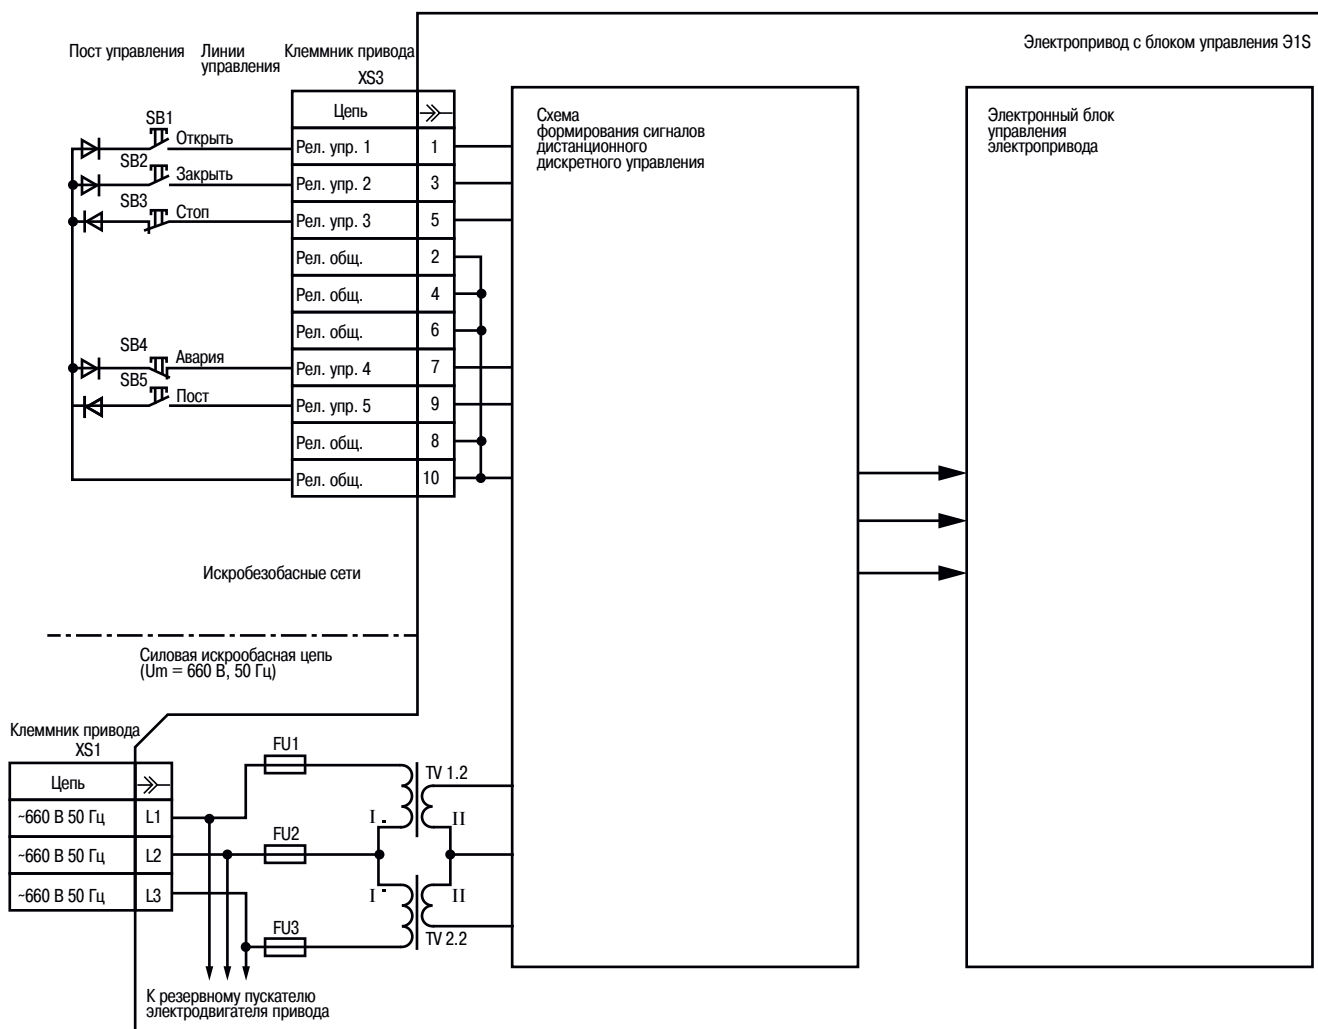 Электропривод с блоком управления Э1S
Пост управления
Линии
управления
Клеммник привода
XS3
Цепь
SB1
Открыть
Рел. упр. 1
1
SB2
Закрыть
Рел. упр. 2
3
SB3
Стоп
Рел. упр. 3
5
Рел. общ.
2
Рел. общ.
4
Рел. общ.
6
SB4
Авария
Рел. упр. 4
7
SB5
Пост
Рел. упр. 5
9
Рел. общ.
8
Рел. общ.
10
Схема
формирования сигналов
дистанционного
дискретного управления
Электронный блок
управления
электропривода
Искробезобасные сети
Силовая искрообасная цепь
(Um = 660 В, 50 Гц)
Клеммник привода
XS1
Цепь
~660 В 50 Гц
L1
~660 В 50 Гц
L2
~660 В 50 Гц
L3
FU1
FU2
FU3
TV 1.2
I
II
I
II
TV 2.2
К резервному пускателю
электродвигателя привода